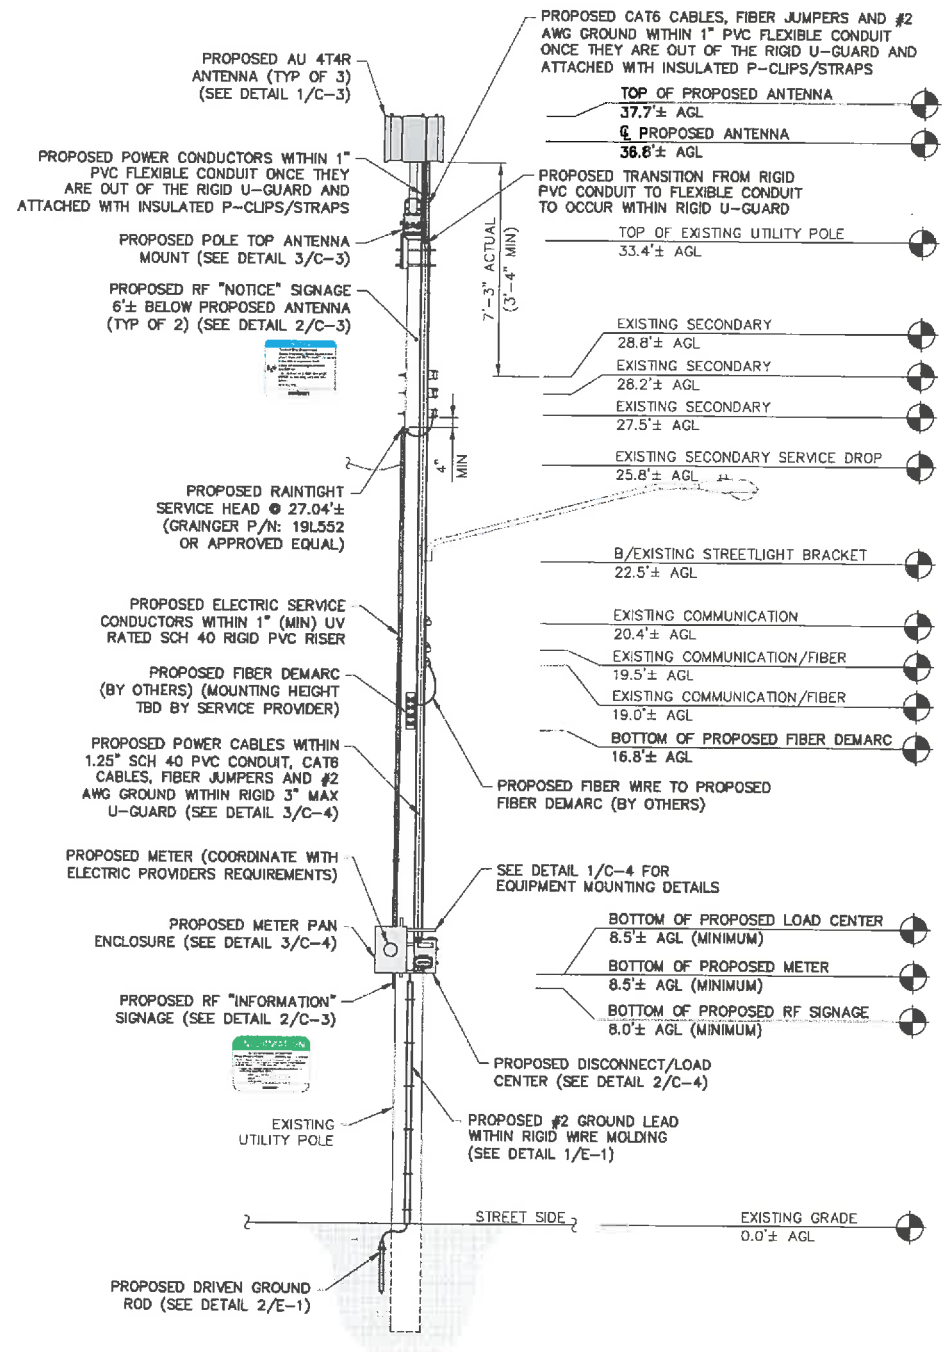 PROPOSED CAT6 CABLES, FIBER JUMPERS AND #2
AWG GROUND WITHIN 1" PVC FLEXIBLE CONDUIT
ONCE THEY ARE OUT OF THE RIGID U-GUARD AND
ATTACHED WITH INSULATED P-CLIPS/STRAPS
PROPOSED AU 4T4R
ANTENNA (TYP OF 3)
(SEE DETAIL 1/C-3)
TOP OF PROPOSED ANTENNA
37.7'± AGL
℄ PROPOSED ANTENNA
36.8'± AGL
PROPOSED POWER CONDUCTORS WITHIN 1"
PVC FLEXIBLE CONDUIT ONCE THEY
ARE OUT OF THE RIGID U-GUARD AND
ATTACHED WITH INSULATED P-CLIPS/STRAPS
PROPOSED TRANSITION FROM RIGID
PVC CONDUIT TO FLEXIBLE CONDUIT
TO OCCUR WITHIN RIGID U-GUARD
PROPOSED POLE TOP ANTENNA
MOUNT (SEE DETAIL 3/C-3)
7'-3" ACTUAL
(3'-4" MIN)
TOP OF EXISTING UTILITY POLE
33.4'± AGL
PROPOSED RF "NOTICE" SIGNAGE
6'± BELOW PROPOSED ANTENNA
(TYP OF 2) (SEE DETAIL 2/C-3)
EXISTING SECONDARY
28.8'± AGL
EXISTING SECONDARY
28.2'± AGL
EXISTING SECONDARY
27.5'± AGL
4"
MIN
EXISTING SECONDARY SERVICE DROP
25.8'± AGL
PROPOSED RAINTIGHT
SERVICE HEAD @ 27.04'±
(GRAINGER P/N: 19L552
OR APPROVED EQUAL)
B/EXISTING STREETLIGHT BRACKET
22.5'± AGL
PROPOSED ELECTRIC SERVICE
CONDUCTORS WITHIN 1" (MIN) UV
RATED SCH 40 RIGID PVC RISER
EXISTING COMMUNICATION
20.4'± AGL
EXISTING COMMUNICATION/FIBER
19.5'± AGL
EXISTING COMMUNICATION/FIBER
19.0'± AGL
PROPOSED FIBER DEMARC
(BY OTHERS) (MOUNTING HEIGHT
TBD BY SERVICE PROVIDER)
BOTTOM OF PROPOSED FIBER DEMARC
16.8'± AGL
PROPOSED POWER CABLES WITHIN
1.25" SCH 40 PVC CONDUIT, CAT6
CABLES, FIBER JUMPERS AND #2
AWG GROUND WITHIN RIGID 3" MAX
U-GUARD (SEE DETAIL 3/C-4)
PROPOSED FIBER WIRE TO PROPOSED
FIBER DEMARC (BY OTHERS)
PROPOSED METER (COORDINATE WITH
ELECTRIC PROVIDERS REQUIREMENTS)
SEE DETAIL 1/C-4 FOR
EQUIPMENT MOUNTING DETAILS
PROPOSED METER PAN
ENCLOSURE (SEE DETAIL 3/C-4)
BOTTOM OF PROPOSED LOAD CENTER
8.5'± AGL (MINIMUM)
BOTTOM OF PROPOSED METER
8.5'± AGL (MINIMUM)
BOTTOM OF PROPOSED RF SIGNAGE
8.0'± AGL (MINIMUM)
PROPOSED RF "INFORMATION"
SIGNAGE (SEE DETAIL 2/C-3)
PROPOSED DISCONNECT/LOAD
CENTER (SEE DETAIL 2/C-4)
EXISTING
UTILITY POLE
PROPOSED #2 GROUND LEAD
WITHIN RIGID WIRE MOLDING
(SEE DETAIL 1/E-1)
STREET SIDE
EXISTING GRADE
0.0'± AGL
PROPOSED DRIVEN GROUND
ROD (SEE DETAIL 2/E-1)